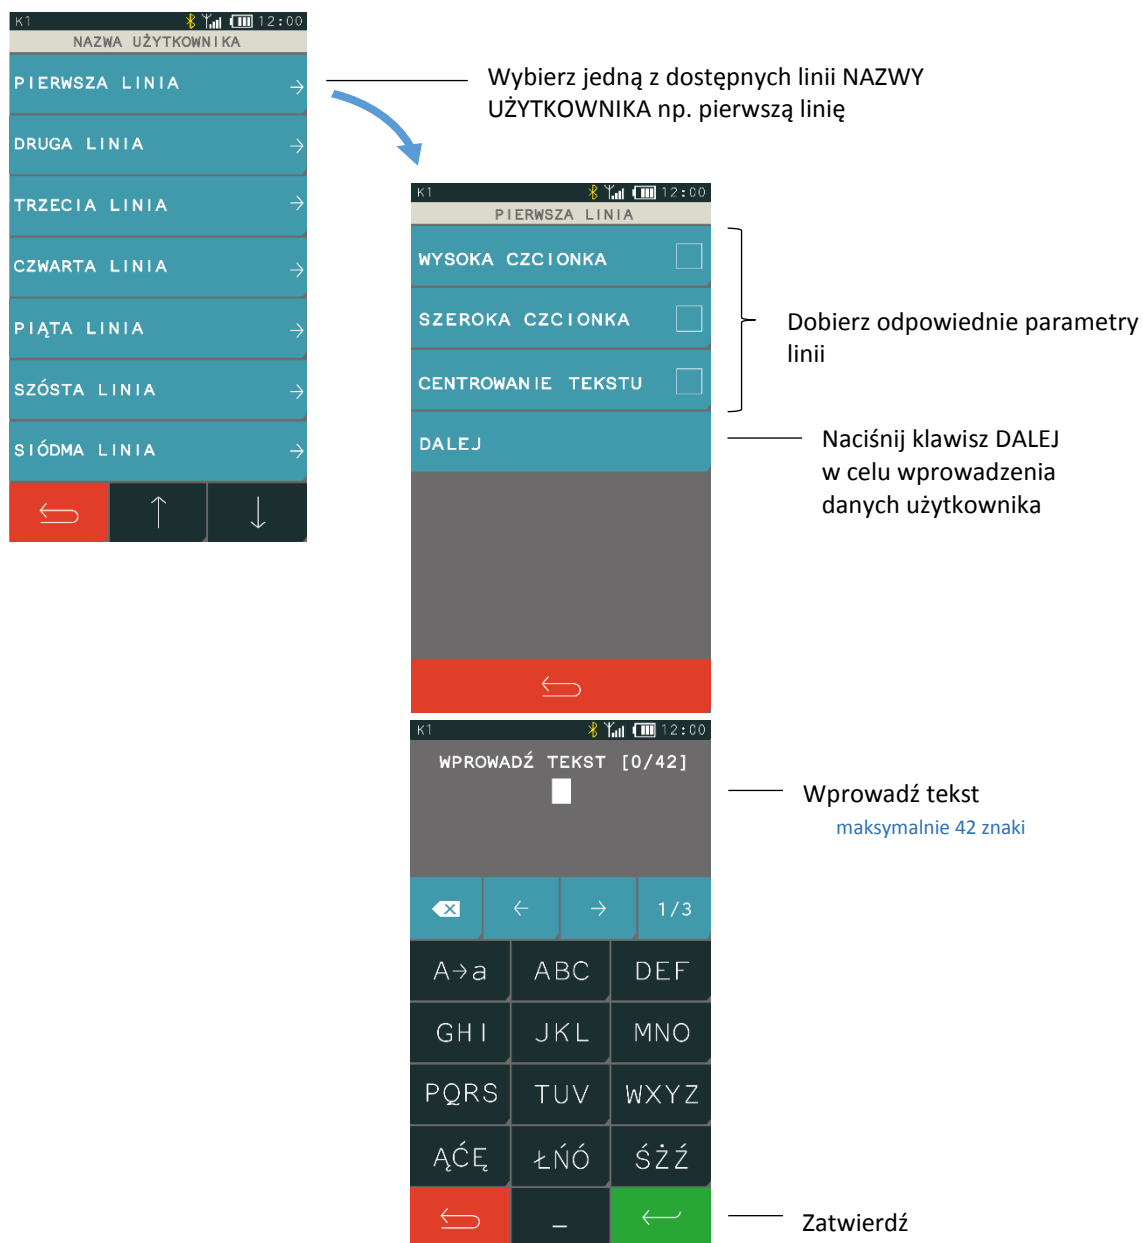 K1 12:00
NAZWA UŻYTKOWNIKA
PIERWSZA LINIA →
DRUGA LINIA →
TRZECIA LINIA →
CZWARTA LINIA →
PIĄTA LINIA →
SZÓSTA LINIA →
SIÓDMA LINIA →
Wybierz jedną z dostępnych linii NAZWY
UŻYTKOWNIKA np. pierwszą linię
K1 12:00
PIERWSZA LINIA
WYSOKA CZCIONKA
SZEROKA CZCIONKA
CENTROWANIE TEKSTU
DALEJ
Dobierz odpowiednie parametry
linii
Naciśnij klawisz DALEJ
w celu wprowadzenia
danych użytkownika
K1 12:00
WPROWADŹ TEKST [0/42]
Wprowadź tekst
maksymalnie 42 znaki
← → 1/3
A→a ABC DEF
GHI JKL MNO
PQRS TUV WXYZ
ĄĆĘ ŁŃÓ ŚŻŹ
_
Zatwierdź